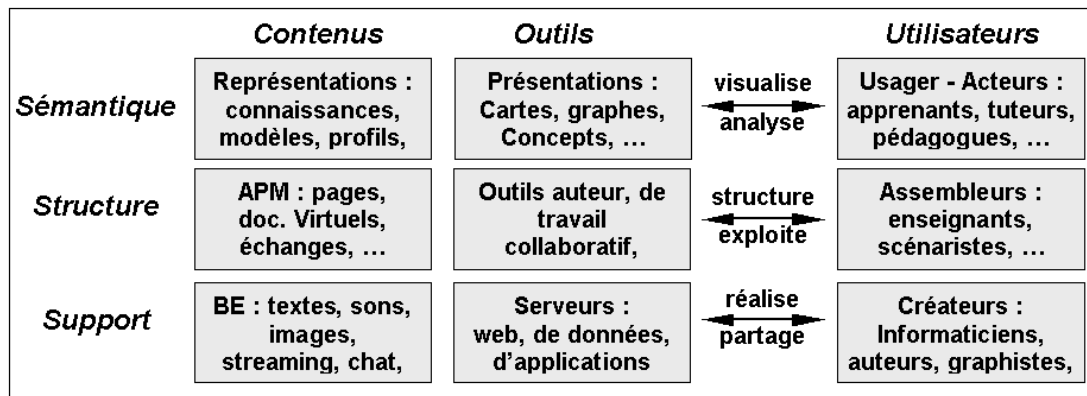 Contenus
Outils
Utilisateurs
Sémantique
Représentations :
connaissances,
modèles, profils,
Présentations :
Cartes, graphes,
Concepts, …
visualise
analyse
Usager - Acteurs :
apprenants, tuteurs,
pédagogues, …
Structure
APM : pages,
doc. Virtuels,
échanges, …
Outils auteur, de
travail
collaboratif,
structure
exploite
Assembleurs :
enseignants,
scénaristes, …
Support
BE : textes, sons,
images,
streaming, chat,
Serveurs :
web, de données,
d'applications
réalise
partage
Créateurs :
Informaticiens,
auteurs, graphistes,